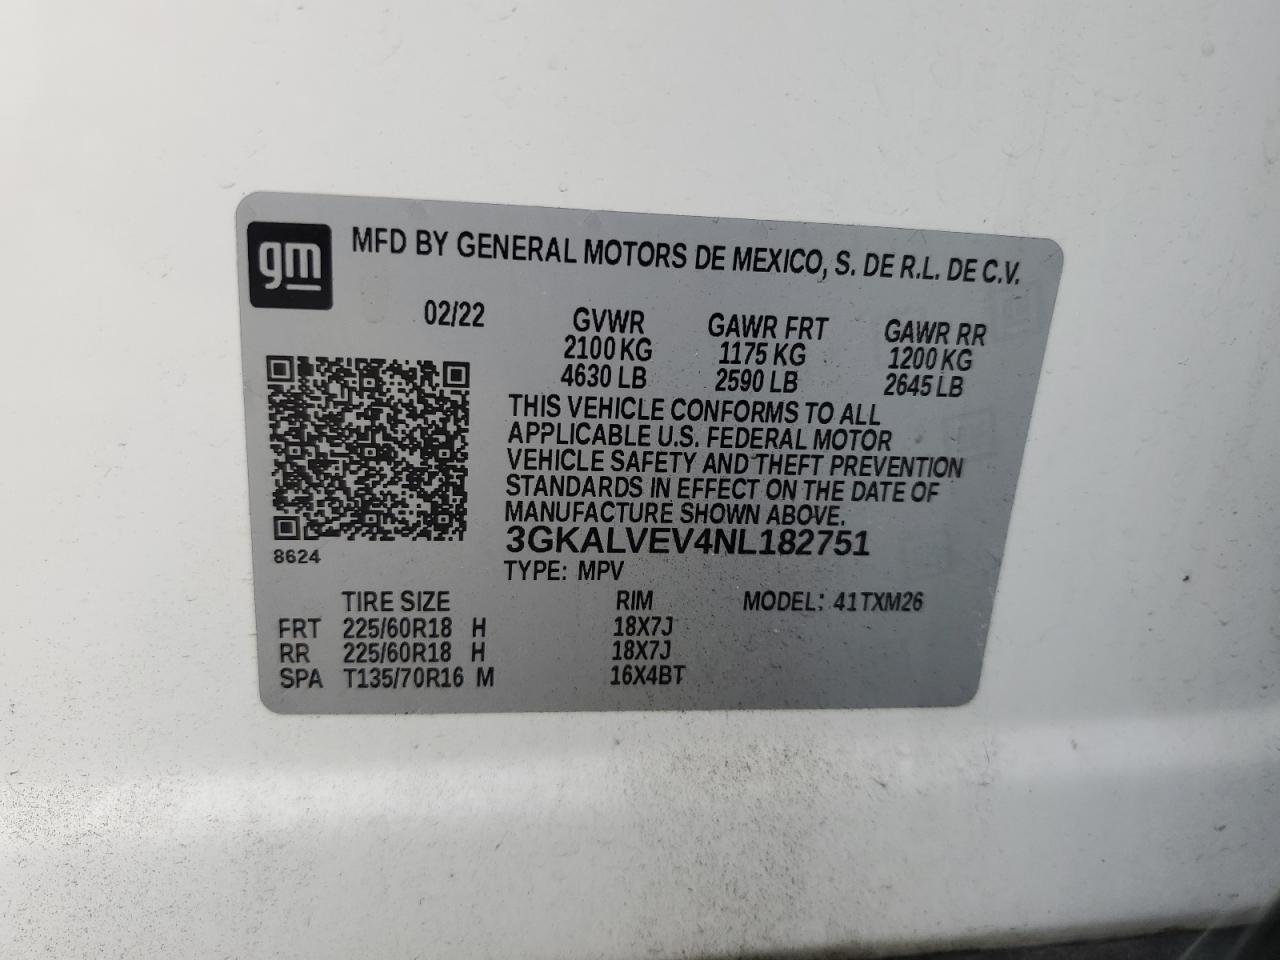 gm MFD BY GENERAL MOTORS DE MEXICO, S. DE R.L. DE C.V.
02/22 GVWR GAWR FRT GAWR RR
2100 KG 1175 KG 1200 KG
4630 LB 2590 LB 2645 LB
THIS VEHICLE CONFORMS TO ALL
APPLICABLE U.S. FEDERAL MOTOR
VEHICLE SAFETY AND THEFT PREVENTION
STANDARDS IN EFFECT ON THE DATE OF
MANUFACTURE SHOWN ABOVE.
3GKALVEV4NL182751
8624
TYPE: MPV
TIRE SIZE RIM MODEL: 41TXM26
FRT 225/60R18 H 18X7J
RR 225/60R18 H 18X7J
SPA T135/70R16 M 16X4BT